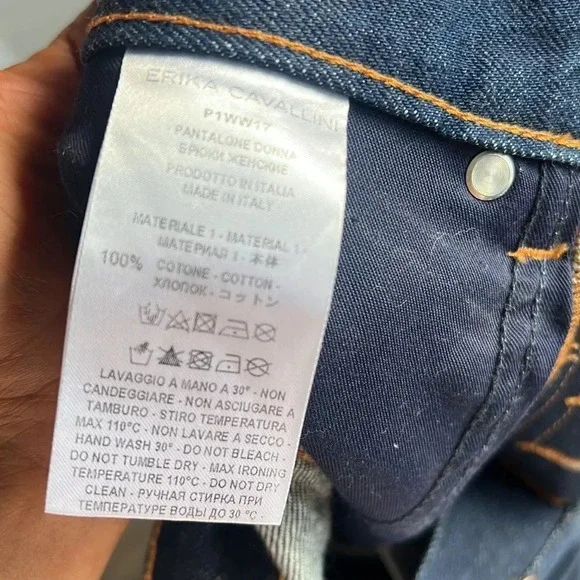 ERIKA CAVALLINI
P1WW17
PANTALONE DONNA
БРЮКИ ЖЕНСКИЕ
PRODOTTO IN ITALIA
MADE IN ITALY
MATERIALE 1 - MATERIAL 1 -
МАТЕРИАЛ 1 - 本体
100% COTONE - COTTON -
ХЛОПОК - コットン
LAVAGGIO A MANO A 30° - NON
CANDEGGIARE - NON ASCIUGARE A
TAMBURO - STIRO TEMPERATURA
MAX 110°C - NON LAVARE A SECCO -
HAND WASH 30° - DO NOT BLEACH -
DO NOT TUMBLE DRY - MAX IRONING
TEMPERATURE 110°C - DO NOT DRY
CLEAN - РУЧНАЯ СТИРКА ПРИ
ТЕМПЕРАТУРЕ ВОДЫ ДО 30 °C -